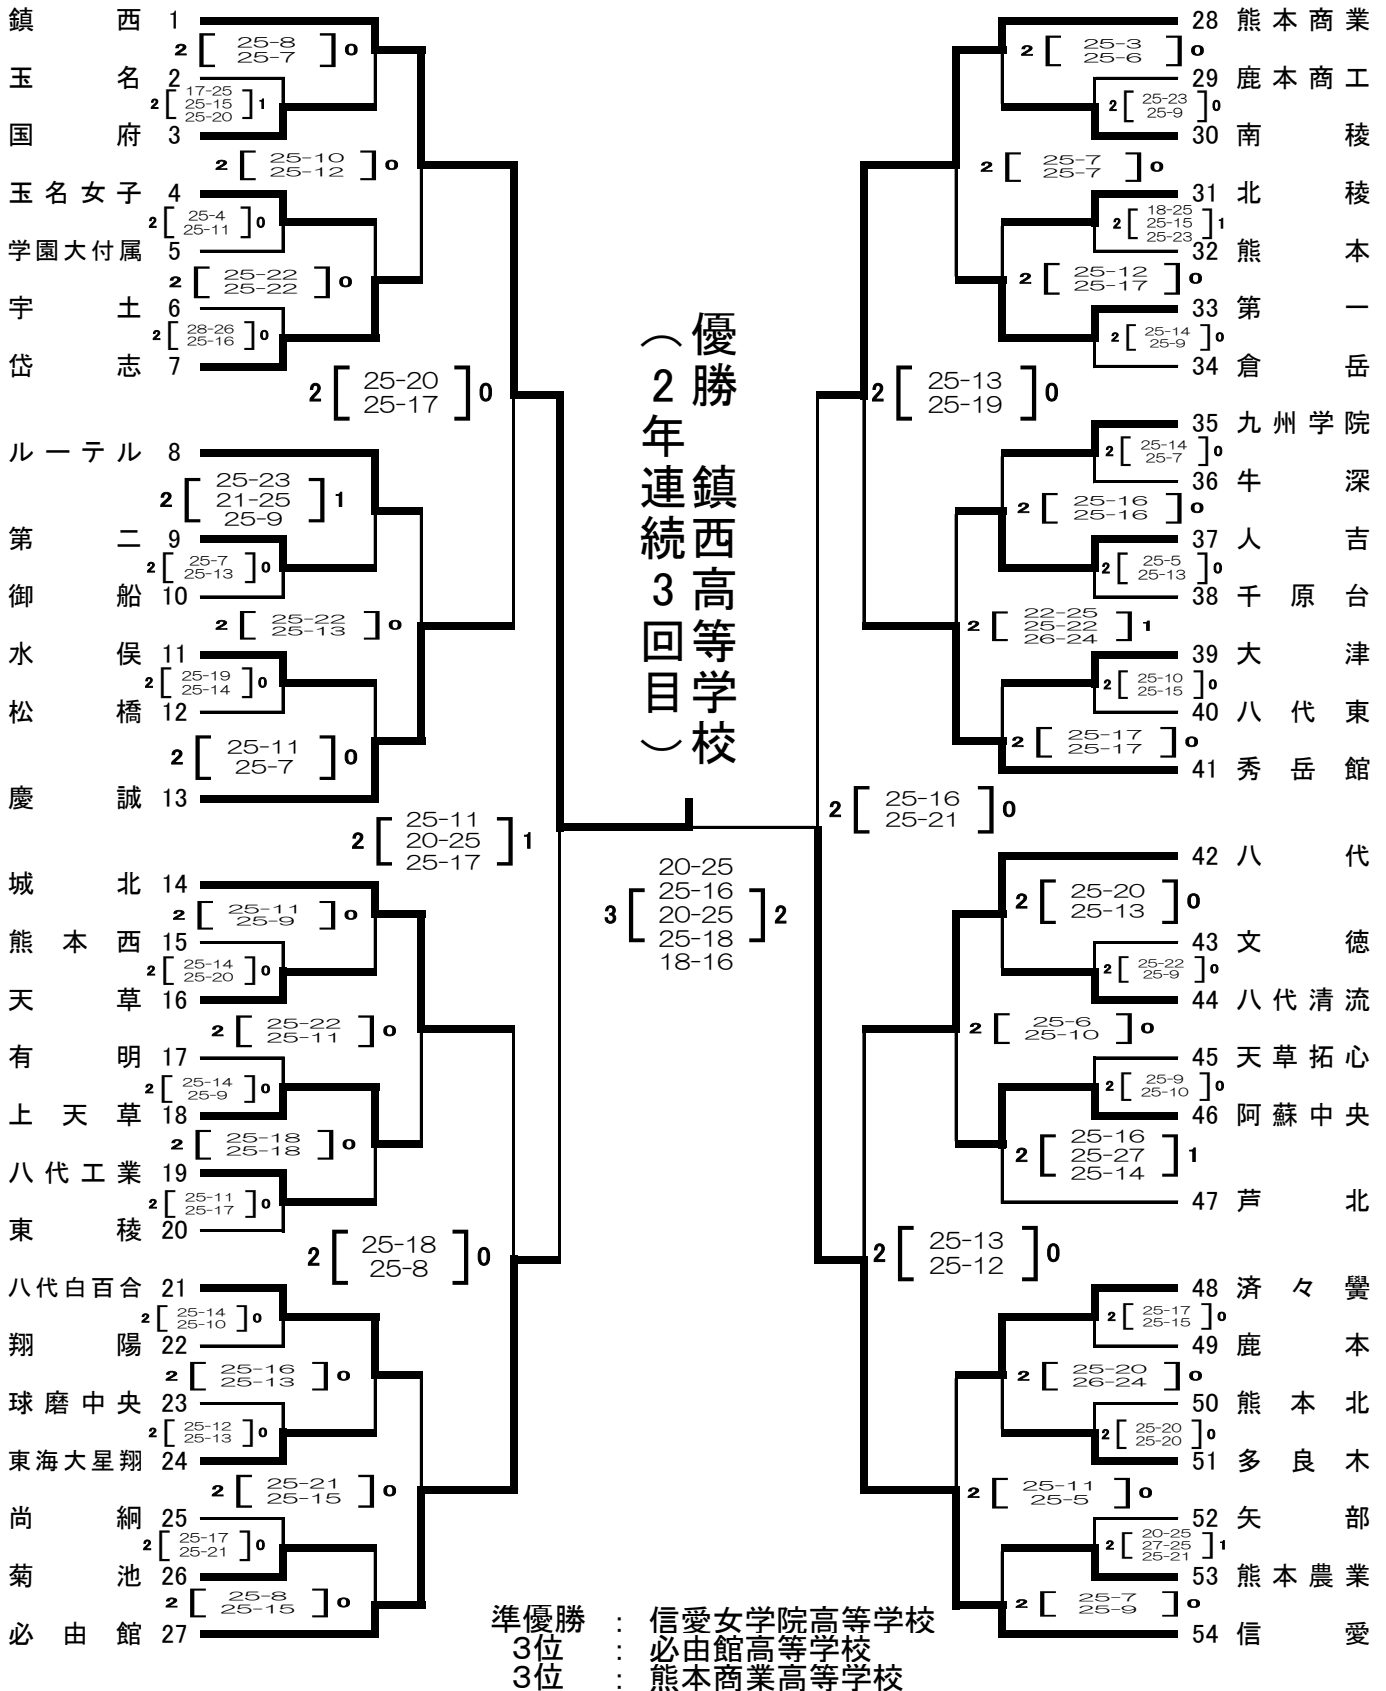 鎮西 1
2 [ 25-8 25-7 ] 0
玉名 2
2 [ 17-25 25-15 25-20 ] 1
国府 3
2 [ 25-10 25-12 ] 0
玉名女子 4
2 [ 25-4 25-11 ] 0
学園大付属 5
2 [ 25-22 25-22 ] 0
宇土 6
2 [ 28-26 25-16 ] 0
岱志 7
2 [ 25-20 25-17 ] 0
ルーテル 8
2 [ 25-23 21-25 25-9 ] 1
第二 9
2 [ 25-7 25-13 ] 0
御船 10
2 [ 25-22 25-13 ] 0
水俣 11
2 [ 25-19 25-14 ] 0
松橋 12
2 [ 25-11 25-7 ] 0
慶誠 13
2 [ 25-11 20-25 25-17 ] 1
城北 14
2 [ 25-11 25-9 ] 0
熊本西 15
2 [ 25-14 25-20 ] 0
天草 16
2 [ 25-22 25-11 ] 0
有明 17
2 [ 25-14 25-9 ] 0
上天草 18
2 [ 25-18 25-18 ] 0
八代工業 19
2 [ 25-11 25-17 ] 0
東稜 20
2 [ 25-18 25-8 ] 0
八代白百合 21
2 [ 25-14 25-10 ] 0
翔陽 22
2 [ 25-16 25-13 ] 0
球磨中央 23
2 [ 25-12 25-13 ] 0
東海大星翔 24
2 [ 25-21 25-15 ] 0
尚絅 25
2 [ 25-17 25-21 ] 0
菊池 26
2 [ 25-8 25-15 ] 0
必由館 27
優勝 鎮西高等学校
（2年連続3回目）
3 [ 20-25 25-16 20-25 25-18 18-16 ] 2
28 熊本商業
2 [ 25-3 25-6 ] 0
29 鹿本商工
2 [ 25-23 25-9 ] 0
30 南稜
2 [ 25-7 25-7 ] 0
31 北稜
2 [ 18-25 25-15 25-23 ] 1
32 熊本
2 [ 25-12 25-17 ] 0
33 第一
2 [ 25-14 25-9 ] 0
34 倉岳
2 [ 25-13 25-19 ] 0
35 九州学院
2 [ 25-14 25-7 ] 0
36 牛深
2 [ 25-16 25-16 ] 0
37 人吉
2 [ 25-5 25-13 ] 0
38 千原台
2 [ 22-25 25-22 26-24 ] 1
39 大津
2 [ 25-10 25-15 ] 0
40 八代東
2 [ 25-17 25-17 ] 0
41 秀岳館
2 [ 25-16 25-21 ] 0
42 八代
2 [ 25-20 25-13 ] 0
43 文徳
2 [ 25-22 25-9 ] 0
44 八代清流
2 [ 25-6 25-10 ] 0
45 天草拓心
2 [ 25-9 25-10 ] 0
46 阿蘇中央
2 [ 25-16 25-27 25-14 ] 1
47 芦北
2 [ 25-13 25-12 ] 0
48 済々黌
2 [ 25-17 25-15 ] 0
49 鹿本
2 [ 25-20 26-24 ] 0
50 熊本北
2 [ 25-20 25-20 ] 0
51 多良木
2 [ 25-11 25-5 ] 0
52 矢部
2 [ 20-25 27-25 25-21 ] 1
53 熊本農業
2 [ 25-7 25-9 ] 0
54 信愛
準優勝 : 信愛女学院高等学校
3位 : 必由館高等学校
3位 : 熊本商業高等学校